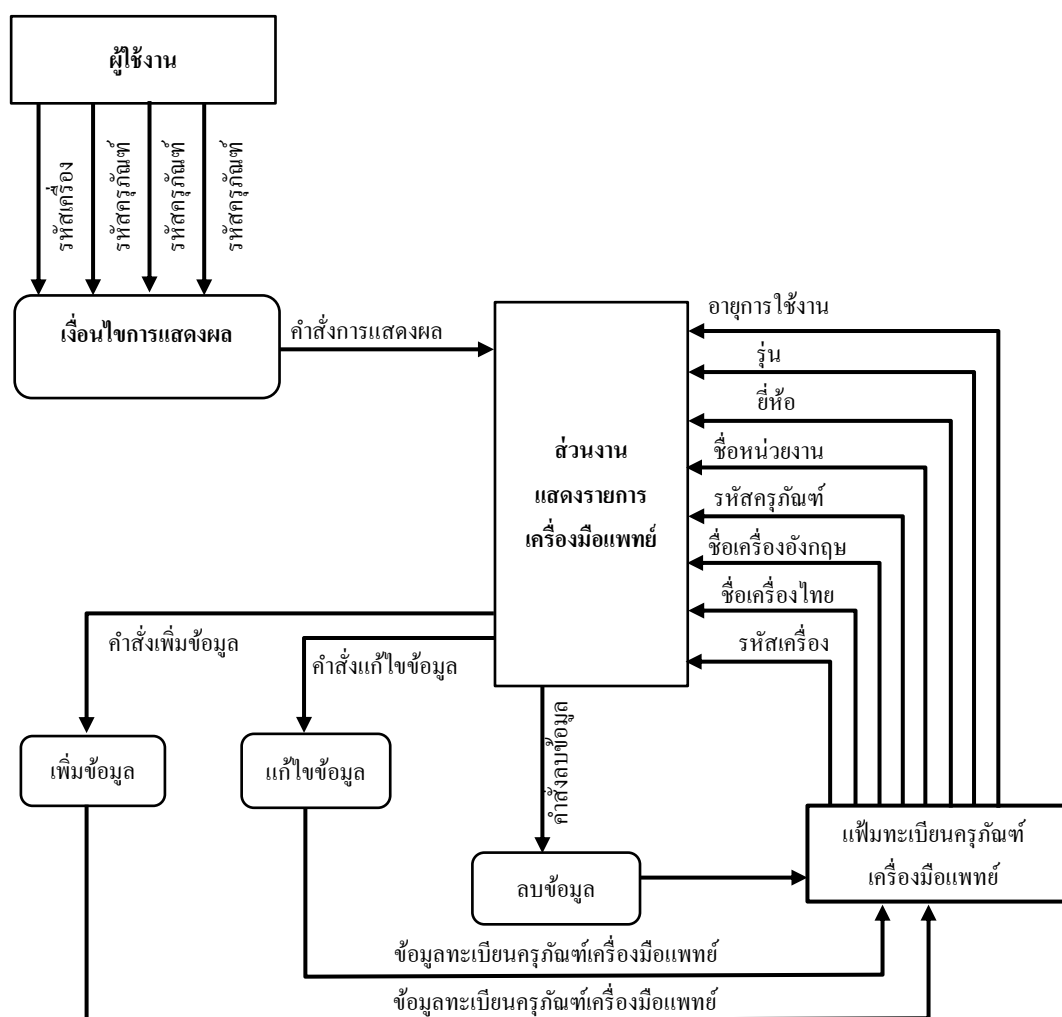 ผู้ใช้งาน
รหัสเครื่อง
รหัสครุภัณฑ์
รหัสครุภัณฑ์
รหัสครุภัณฑ์
เงื่อนไขการแสดงผล
คำสั่งการแสดงผล
ส่วนงาน
แสดงรายการ
เครื่องมือแพทย์
อายุการใช้งาน
รุ่น
ยี่ห้อ
ชื่อหน่วยงาน
รหัสครุภัณฑ์
ชื่อเครื่องอังกฤษ
ชื่อเครื่องไทย
รหัสเครื่อง
คำสั่งเพิ่มข้อมูล
คำสั่งแก้ไขข้อมูล
คำสั่งลบข้อมูล
เพิ่มข้อมูล
แก้ไขข้อมูล
ลบข้อมูล
แฟ้มทะเบียนครุภัณฑ์
เครื่องมือแพทย์
ข้อมูลทะเบียนครุภัณฑ์เครื่องมือแพทย์
ข้อมูลทะเบียนครุภัณฑ์เครื่องมือแพทย์